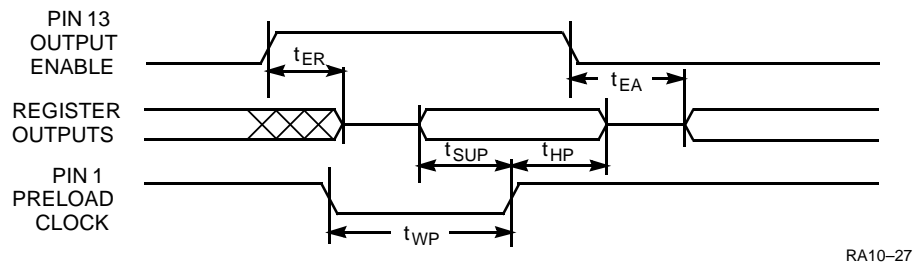 PIN 13
OUTPUT
ENABLE
tER
tEA
REGISTER
OUTPUTS
tSUP
tHP
PIN 1
PRELOAD
CLOCK
tWP
RA10–27